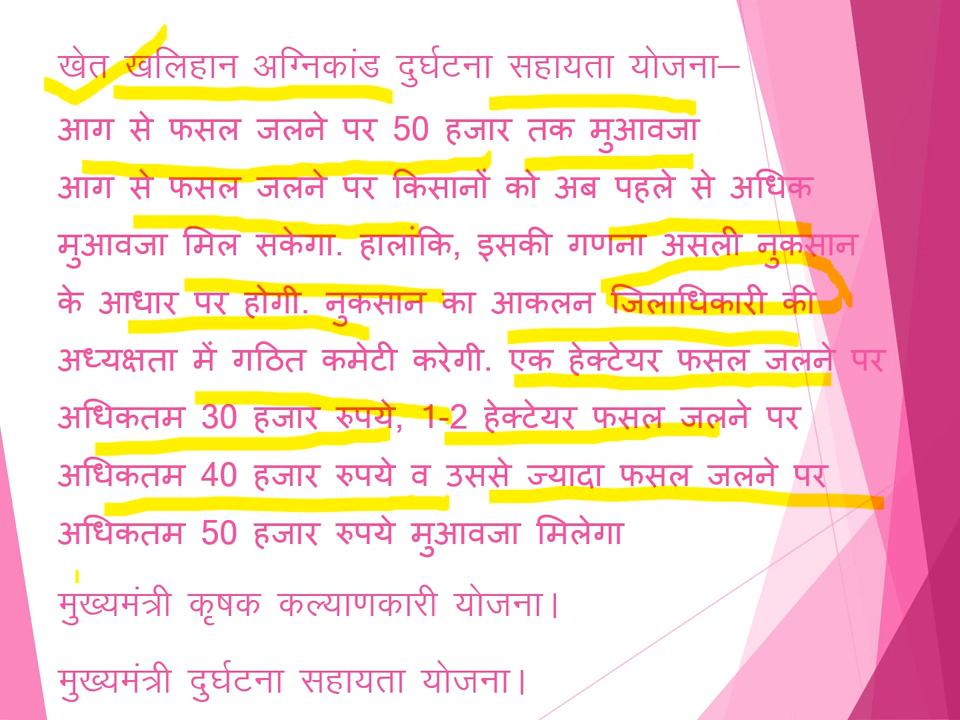 खेत खलिहान अग्निकांड दुर्घटना सहायता योजना–
आग से फसल जलने पर 50 हजार तक मुआवजा
आग से फसल जलने पर किसानों को अब पहले से अधिक
मुआवजा मिल सकेगा. हालांकि, इसकी गणना असली नुकसान
के आधार पर होगी. नुकसान का आकलन जिलाधिकारी की
अध्यक्षता में गठित कमेटी करेगी. एक हेक्टेयर फसल जलने पर
अधिकतम 30 हजार रुपये, 1-2 हेक्टेयर फसल जलने पर
अधिकतम 40 हजार रुपये व उससे ज्यादा फसल जलने पर
अधिकतम 50 हजार रुपये मुआवजा मिलेगा
मुख्यमंत्री कृषक कल्याणकारी योजना।
मुख्यमंत्री दुर्घटना सहायता योजना।